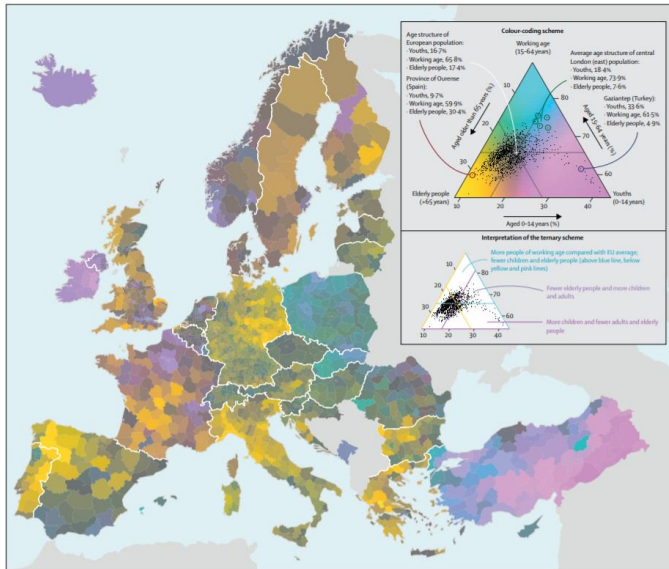 Colour-coding scheme
Age structure of
European population:
· Youths, 16·7%
· Working age, 65·8%
· Elderly people, 17·4%
Province of Ourense
(Spain):
· Youths, 9·7%
· Working age, 59·9%
· Elderly people, 30·4%
Working age
(15–64 years)
Average age structure of central
London (east) population:
· Youths, 18·4%
· Working age, 73·9%
· Elderly people, 7·6%
Gaziantep (Turkey):
· Youths, 33·6%
· Working age, 61·5%
· Elderly people, 4·9%
Aged older than 65 years (%)
Aged 15–64 years (%)
10
20
30
80
70
60
Elderly people
(>65 years)
Youths
(0–14 years)
10
20
30
40
Aged 0–14 years (%)
Interpretation of the ternary scheme
More people of working age compared with EU average;
fewer children and elderly people (above blue line, below
yellow and pink lines)
Fewer elderly people and more children
and adults
More children and fewer adults and elderly
people
10
20
30
80
70
60
10
20
30
40